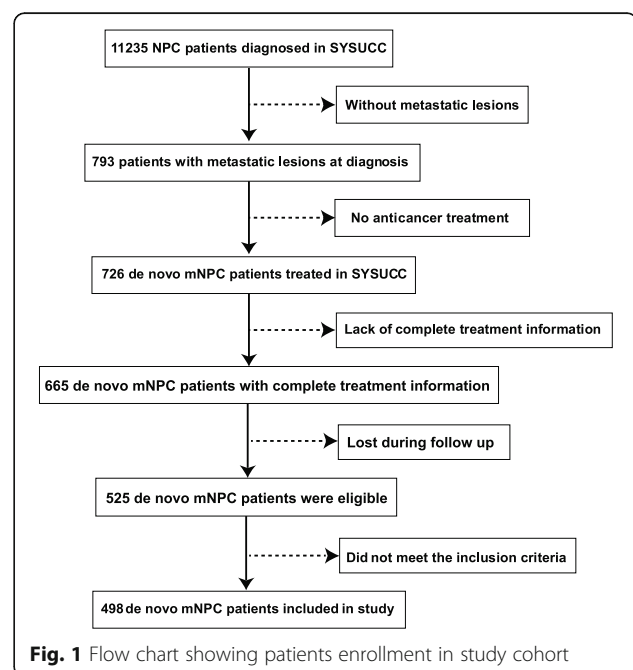 11235 NPC patients diagnosed in SYSUCC
Without metastatic lesions
793 patients with metastatic lesions at diagnosis
No anticancer treatment
726 de novo mNPC patients treated in SYSUCC
Lack of complete treatment information
665 de novo mNPC patients with complete treatment information
Lost during follow up
525 de novo mNPC patients were eligible
Did not meet the inclusion criteria
498 de novo mNPC patients included in study
Fig. 1 Flow chart showing patients enrollment in study cohort